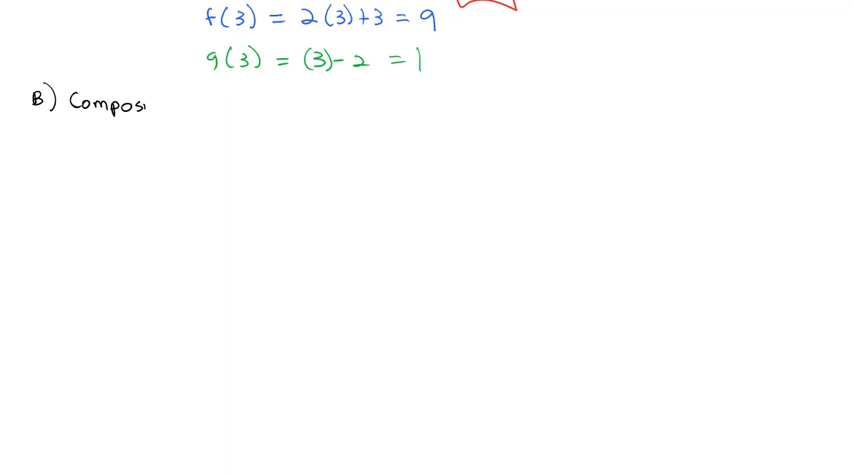 f(3) = 2(3)+3 = 9
g(3) = (3)-2 = 1
B) Composi